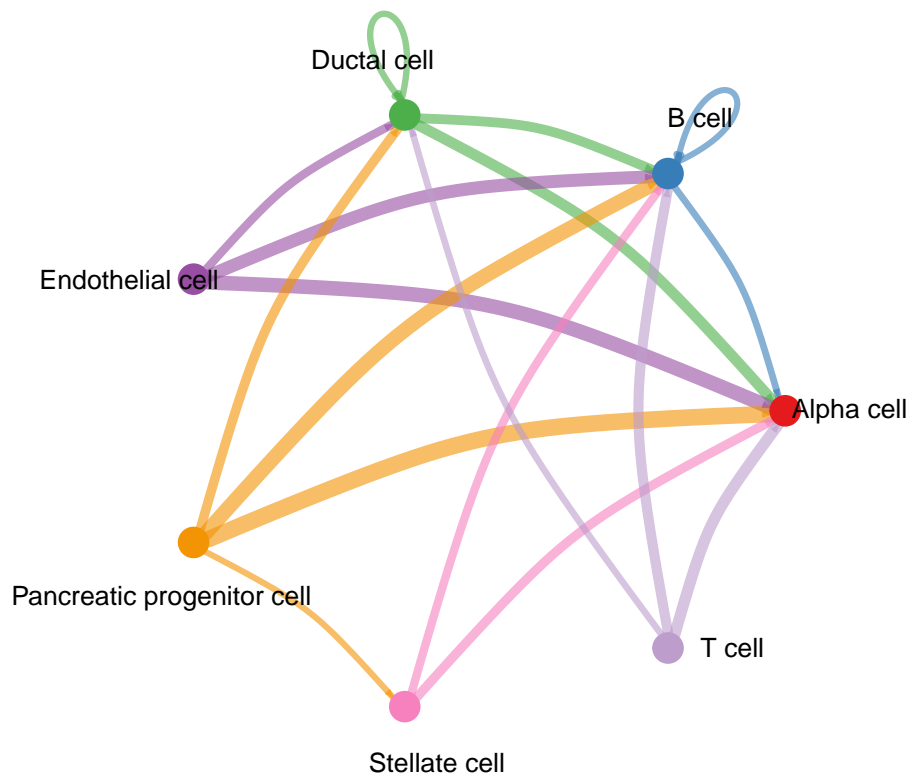 Ductal cell
B cell
Endothelial cell
Alpha cell
Pancreatic progenitor cell
T cell
Stellate cell